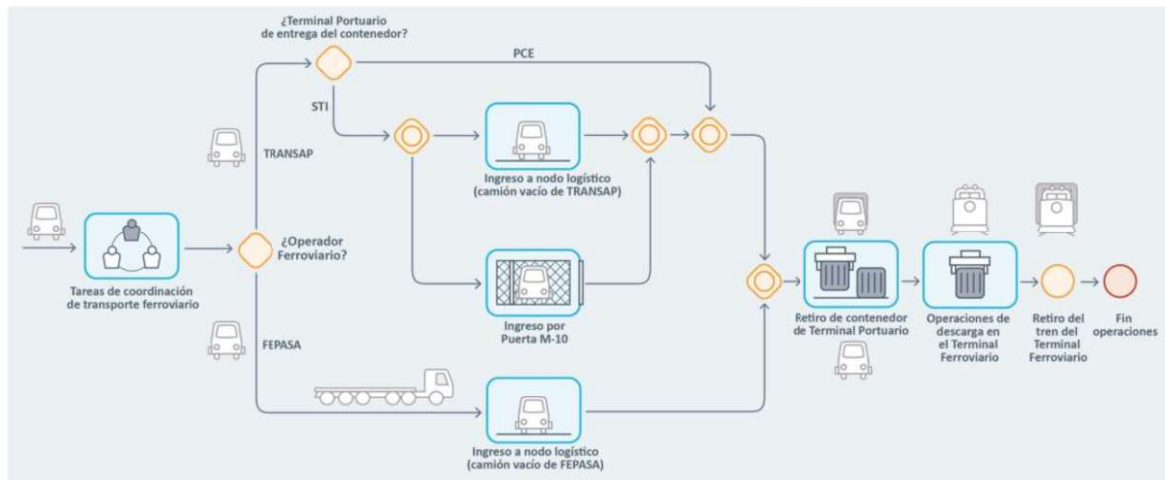 ¿Terminal Portuario
de entrega del contenedor?
PCE
STI
TRANSAP
Ingreso a nodo logístico
(camión vacío de TRANSAP)
¿Operador
Ferroviario?
Tareas de coordinación
de transporte ferroviario
Ingreso por
Puerta M-10
FEPASA
Ingreso a nodo logístico
(camión vacío de FEPASA)
Retiro de contenedor
de Terminal Portuario
Operaciones de
descarga en
el Terminal
Ferroviario
Retiro del
tren del
Terminal
Ferroviario
Fin
operaciones